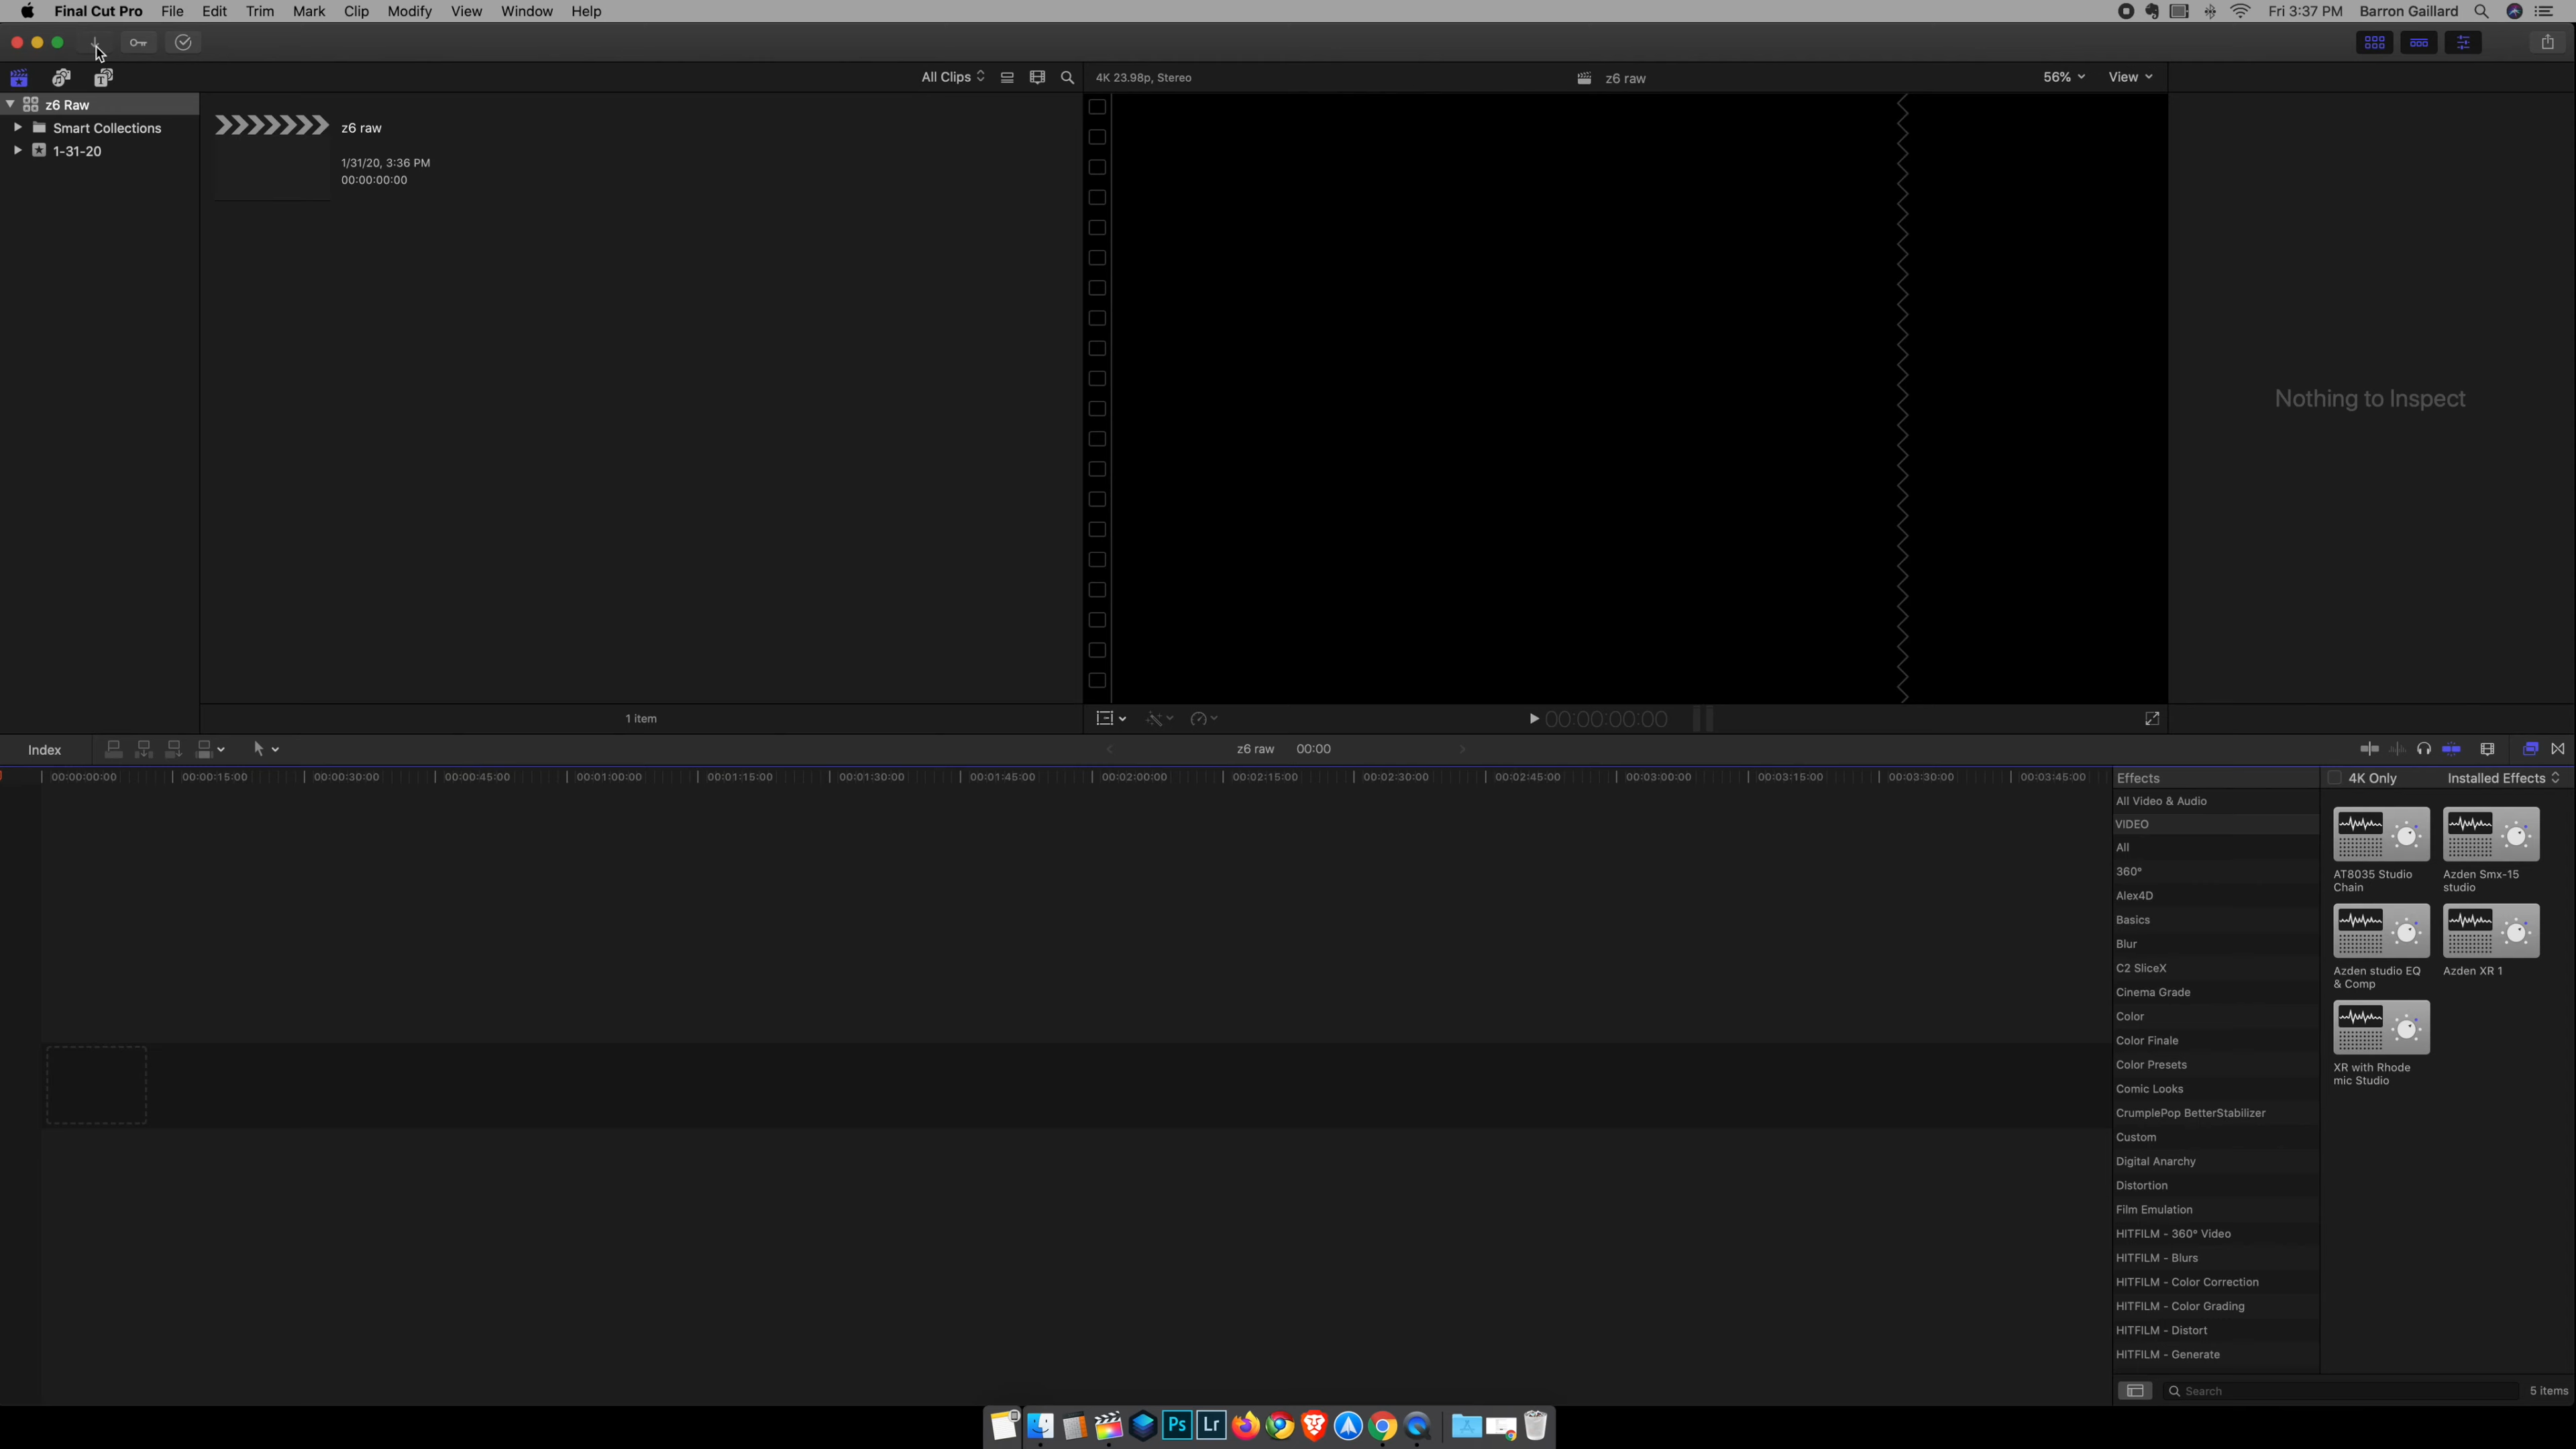 Final Cut Pro File Edit Trim Mark Clip Modify View Window Help Fri 3:37 PM Barron Gaillard
All Clips 4K 23.98p, Stereo z6 raw 56% View
z6 Raw
Smart Collections
1-31-20
z6 raw
1/31/20, 3:36 PM
00:00:00:00
Nothing to Inspect
1 item
00:00:00:00
Index z6 raw 00:00
00:00:00:00 00:00:15:00 00:00:30:00 00:00:45:00 00:01:00:00 00:01:15:00 00:01:30:00 00:01:45:00 00:02:00:00 00:02:15:00 00:02:30:00 00:02:45:00 00:03:00:00 00:03:15:00 00:03:30:00 00:03:45:00
Effects 4K Only Installed Effects
All Video & Audio
VIDEO
All
360°
Alex4D
Basics
Blur
C2 SliceX
Cinema Grade
Color
Color Finale
Color Presets
Comic Looks
CrumplePop BetterStabilizer
Custom
Digital Anarchy
Distortion
Film Emulation
HITFILM - 360° Video
HITFILM - Blurs
HITFILM - Color Correction
HITFILM - Color Grading
HITFILM - Distort
HITFILM - Generate
AT8035 Studio
Chain
Azden Smx-15
studio
Azden studio EQ
& Comp
Azden XR 1
XR with Rhode
mic Studio
Search 5 items
Ps Lr